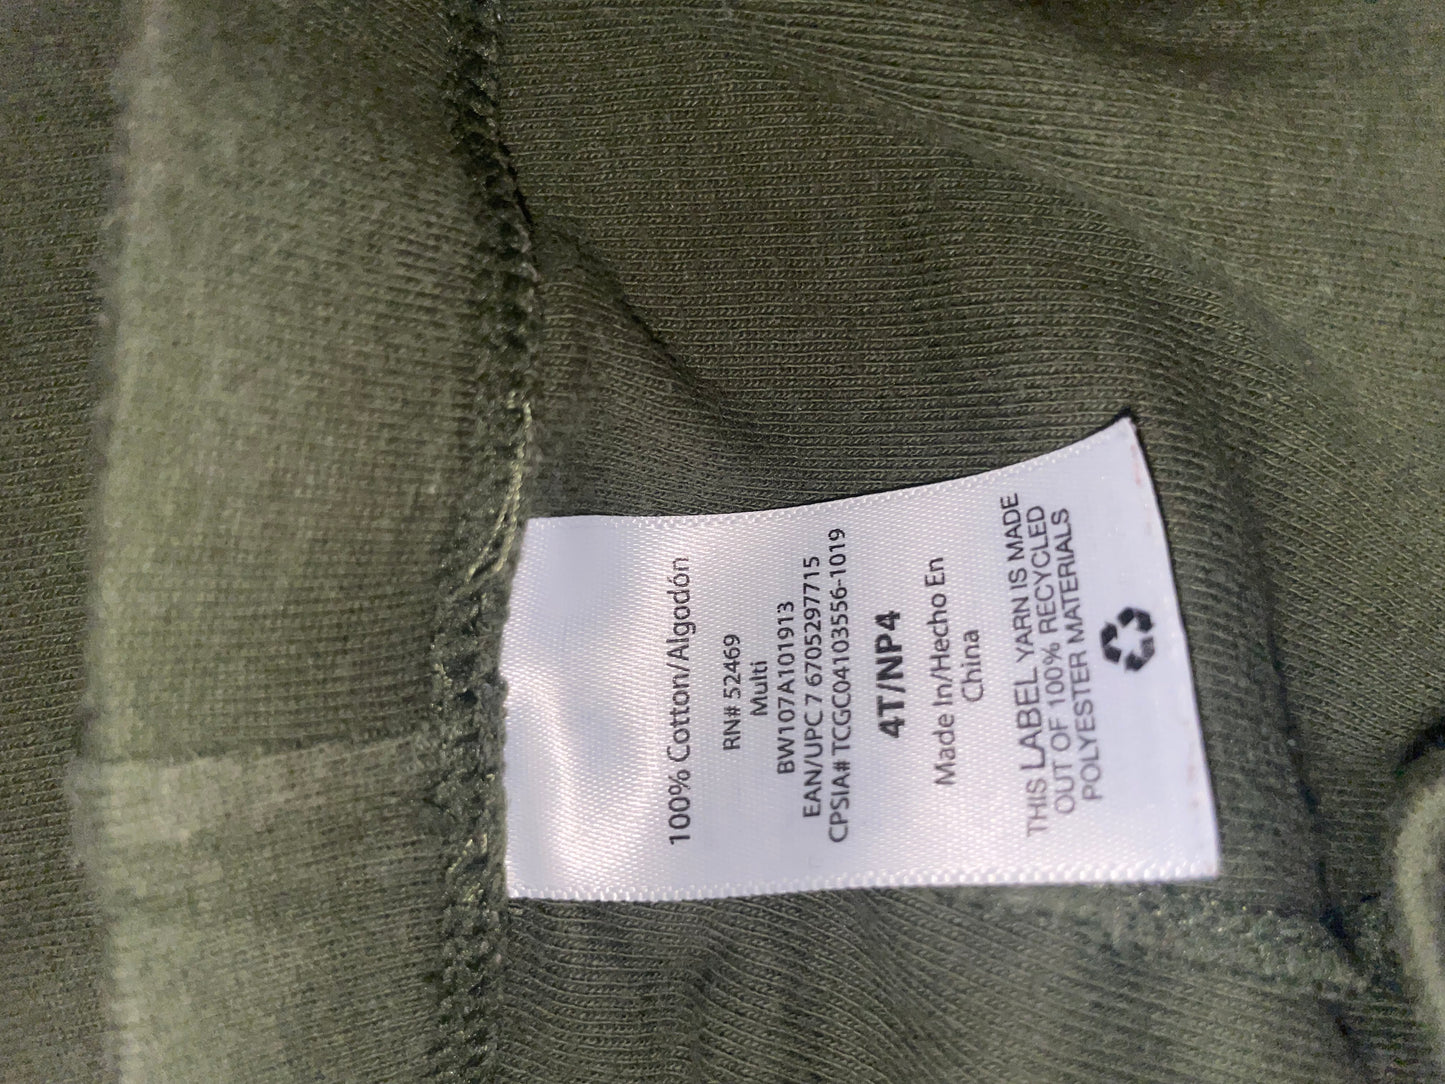 100% Cotton/Algodón
RN# 52469
Multi
BW107A101913
EAN/UPC 7 6705297715
CPSIA# TCGC04103556-1019
4T/NP4
Made In/Hecho En
China
THIS LABEL YARN IS MADE
OUT OF 100% RECYCLED
POLYESTER MATERIALS